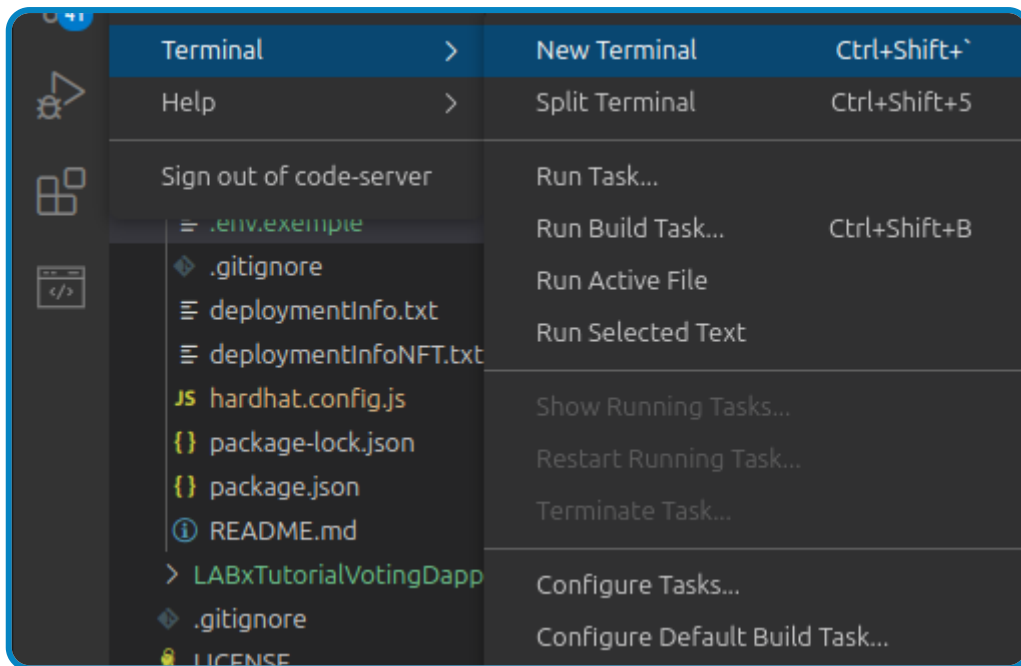 41
Terminal
Help
Sign out of code-server
.env.exemple
.gitignore
deploymentInfo.txt
deploymentInfoNFT.txt
JS hardhat.config.js
{} package-lock.json
{} package.json
README.md
LABxTutorialVotingDapp
.gitignore
LICENSE
New Terminal Ctrl+Shift+`
Split Terminal Ctrl+Shift+5
Run Task...
Run Build Task... Ctrl+Shift+B
Run Active File
Run Selected Text
Show Running Tasks...
Restart Running Task...
Terminate Task...
Configure Tasks...
Configure Default Build Task...